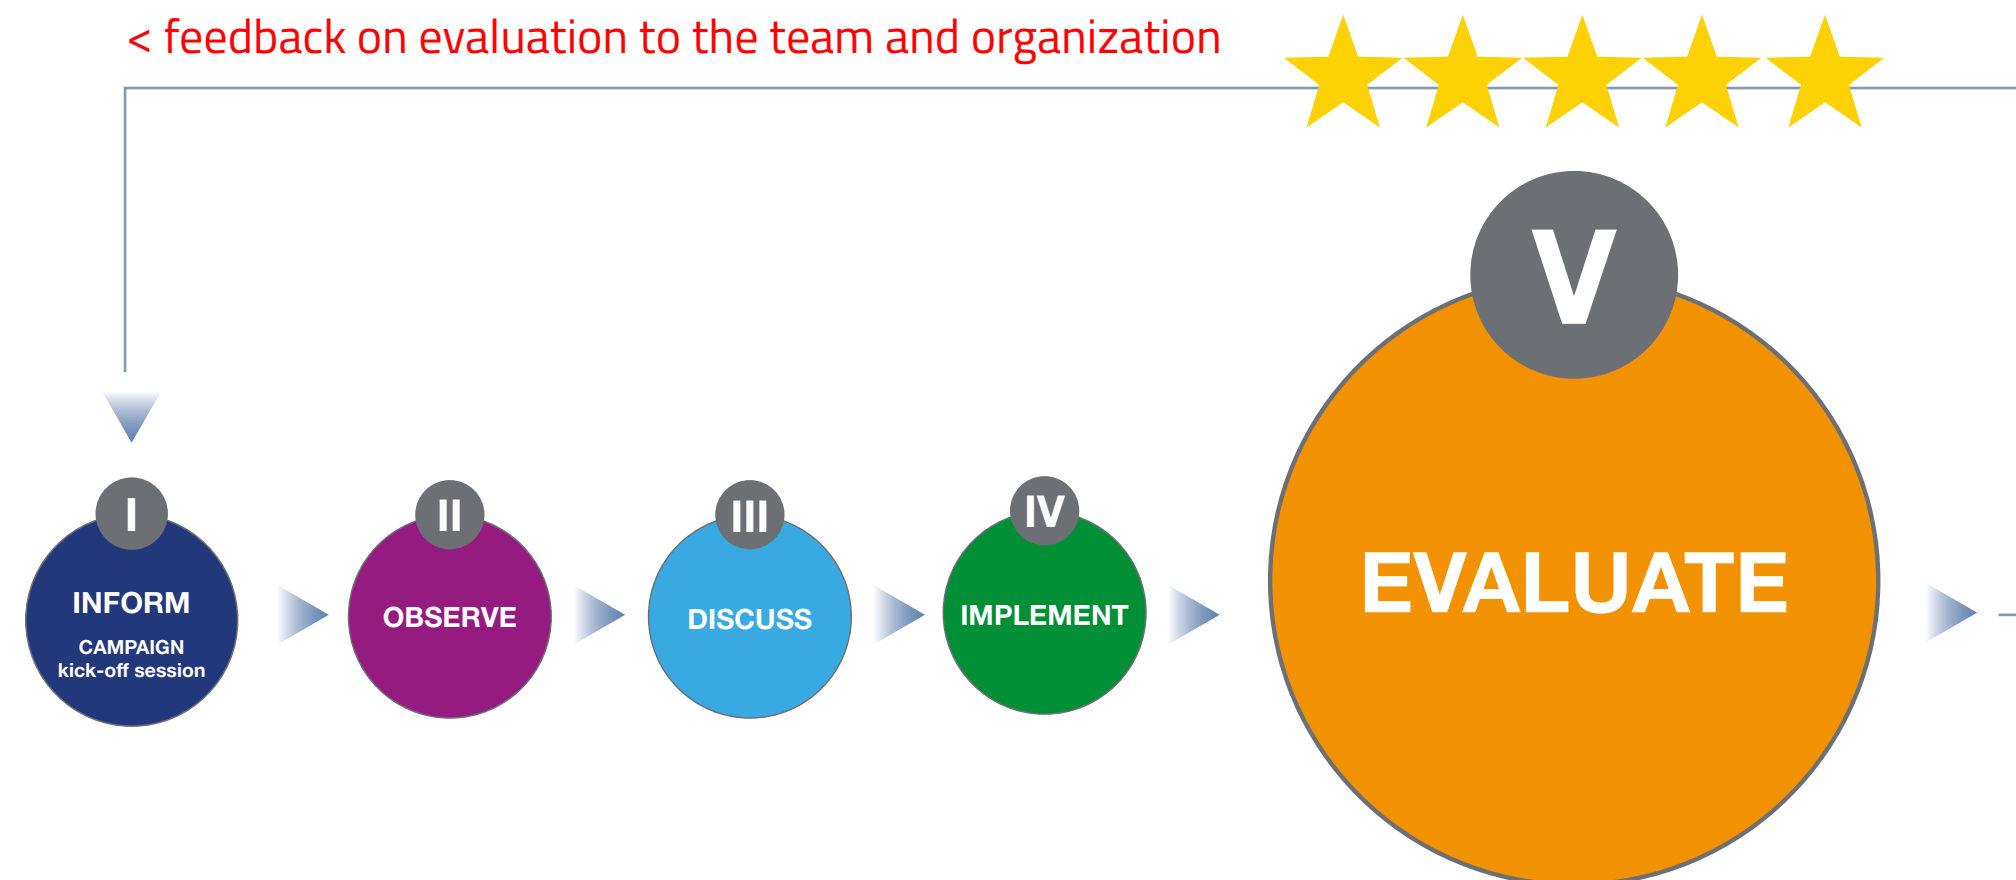 < feedback on evaluation to the team and organization
I
INFORM
CAMPAIGN
kick-off session
II
OBSERVE
III
DISCUSS
IV
IMPLEMENT
V
EVALUATE